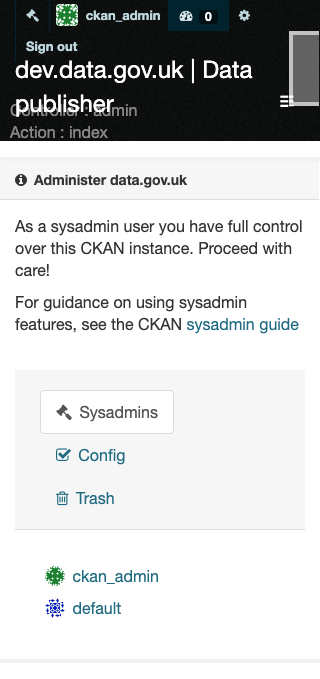 ckan_admin 0
Sign out
dev.data.gov.uk | Data
publisher
Controller : admin
Action : index
Administer data.gov.uk
As a sysadmin user you have full control
over this CKAN instance. Proceed with
care!
For guidance on using sysadmin
features, see the CKAN sysadmin guide
Sysadmins
Config
Trash
ckan_admin
default